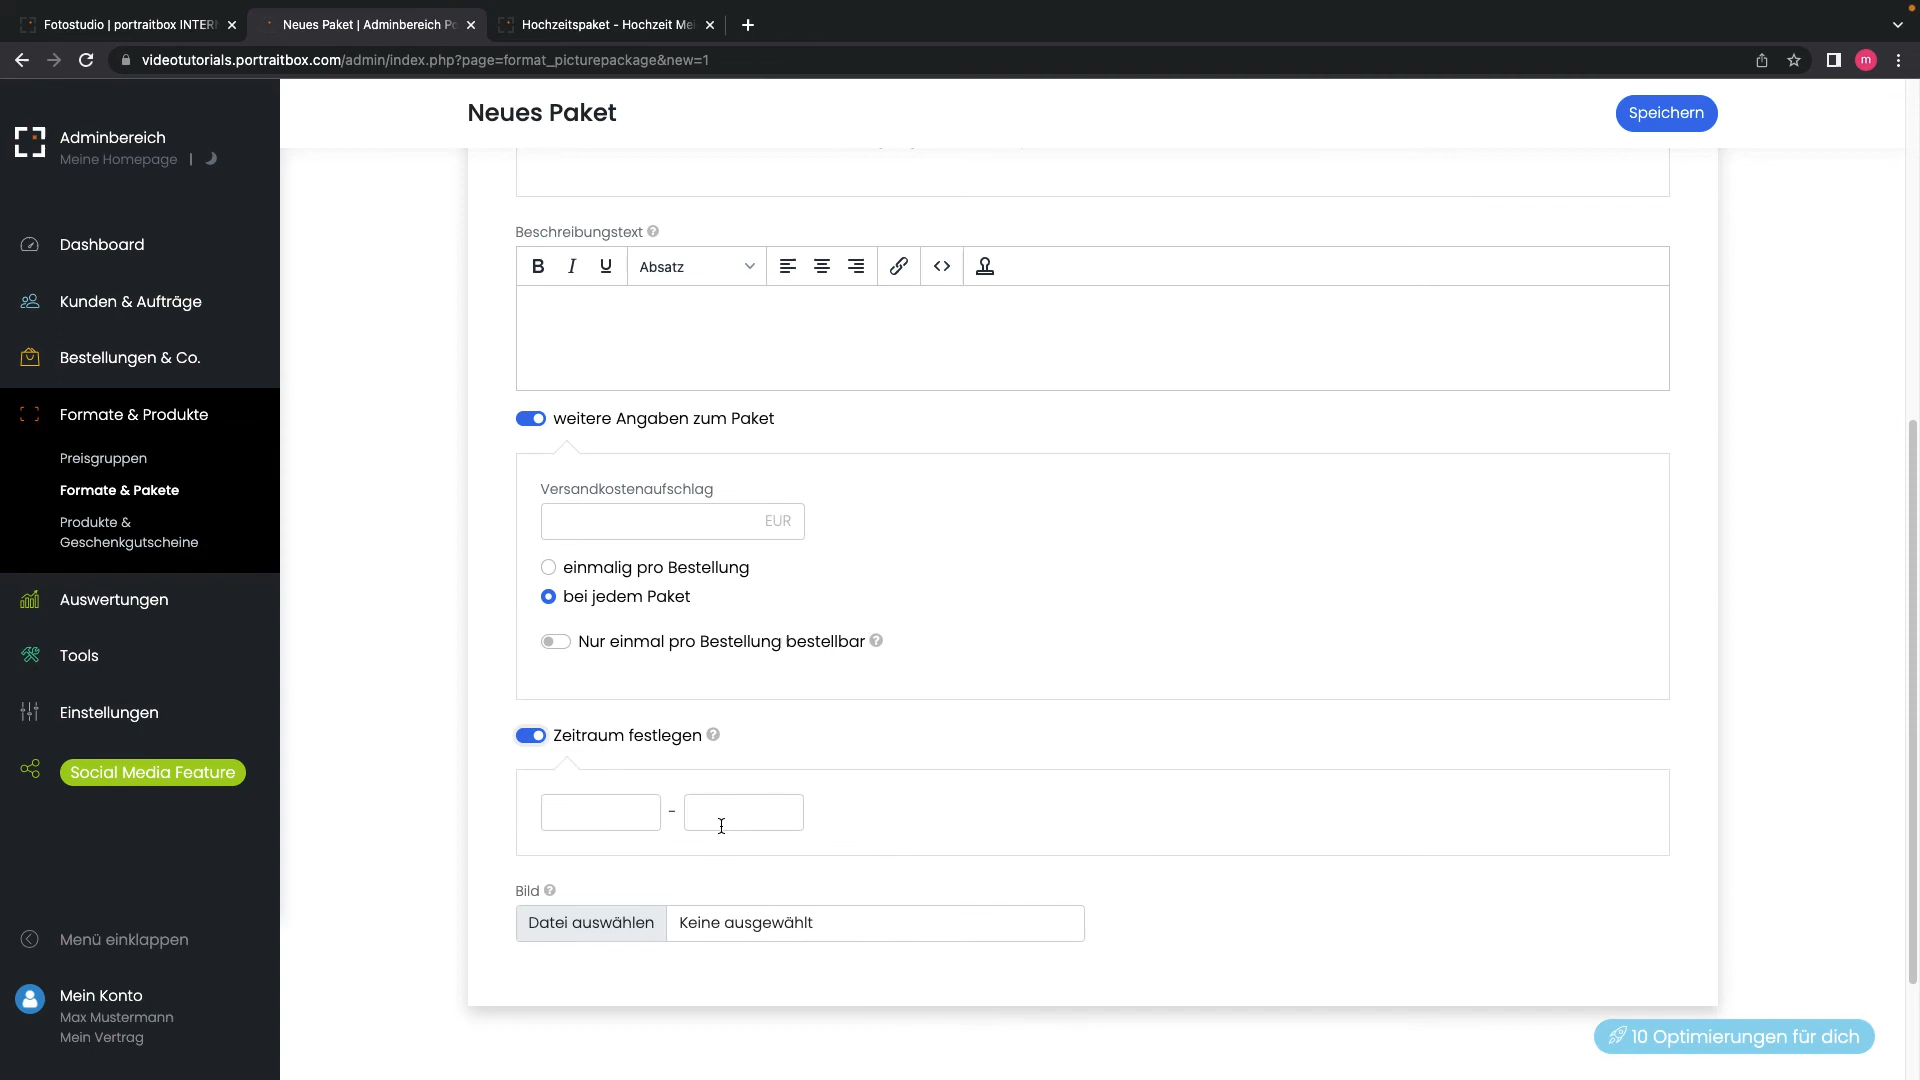 Fotostudio | portraitbox INTERN
Neues Paket | Adminbereich Po
Hochzeitspaket - Hochzeit Mei
videotutorials.portraitbox.com/admin/index.php?page=format_picturepackage&new=1
m
Adminbereich
Meine Homepage |
Neues Paket
Speichern
Dashboard
Kunden & Aufträge
Bestellungen & Co.
Formate & Produkte
Preisgruppen
Formate & Pakete
Produkte &
Geschenkgutscheine
Auswertungen
Tools
Einstellungen
Social Media Feature
Menü einklappen
Mein Konto
Max Mustermann
Mein Vertrag
Beschreibungstext ?
B I U Absatz
weitere Angaben zum Paket
Versandkostenaufschlag
EUR
einmalig pro Bestellung
bei jedem Paket
Nur einmal pro Bestellung bestellbar ?
Zeitraum festlegen ?
-
Bild ?
Datei auswählen Keine ausgewählt
10 Optimierungen für dich